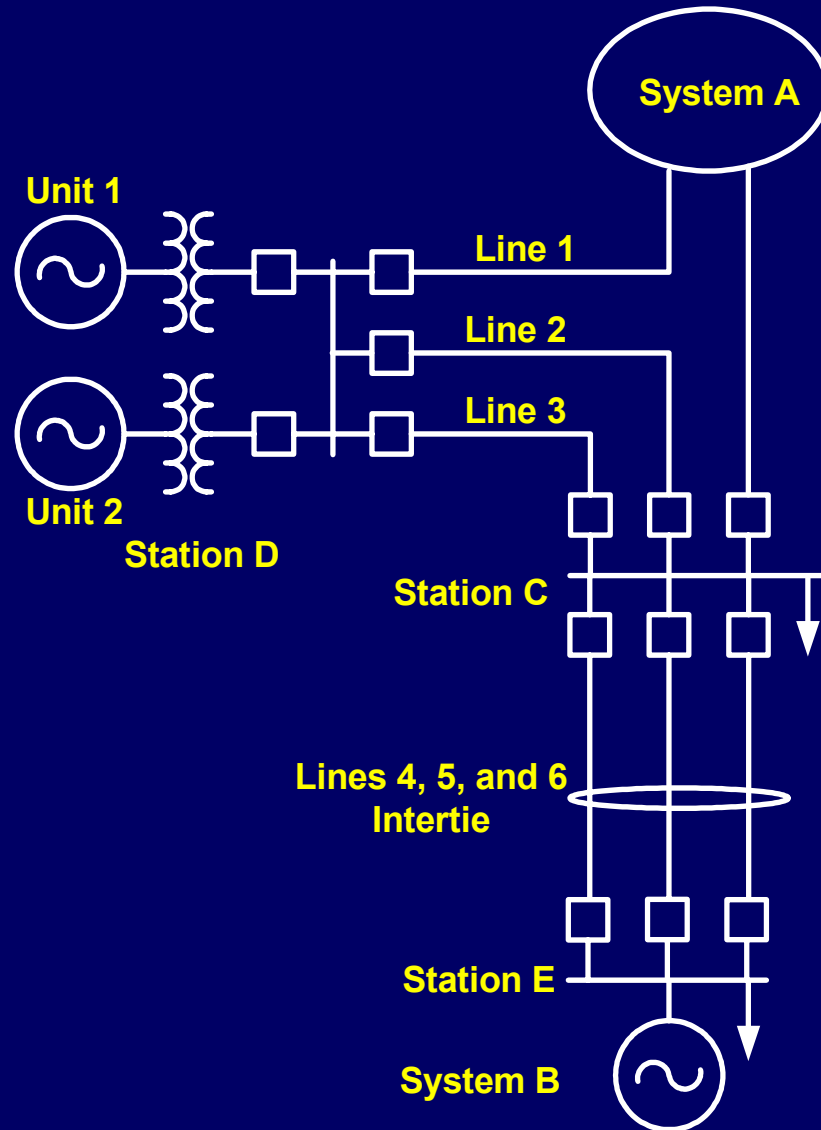 System A
Unit 1
Line 1
Line 2
Line 3
Unit 2
Station D
Station C
Lines 4, 5, and 6
Intertie
Station E
System B